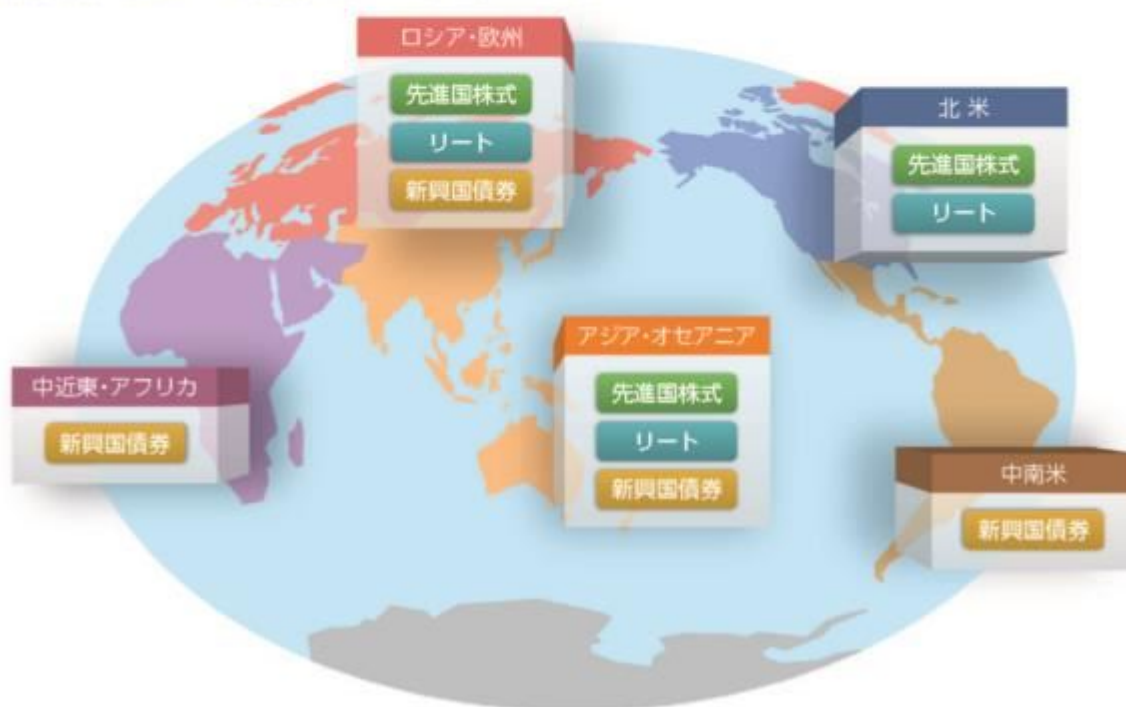 ロシア・欧州
先進国株式
リート
新興国債券
北米
先進国株式
リート
アジア・オセアニア
先進国株式
リート
新興国債券
中近東・アフリカ
新興国債券
中南米
新興国債券